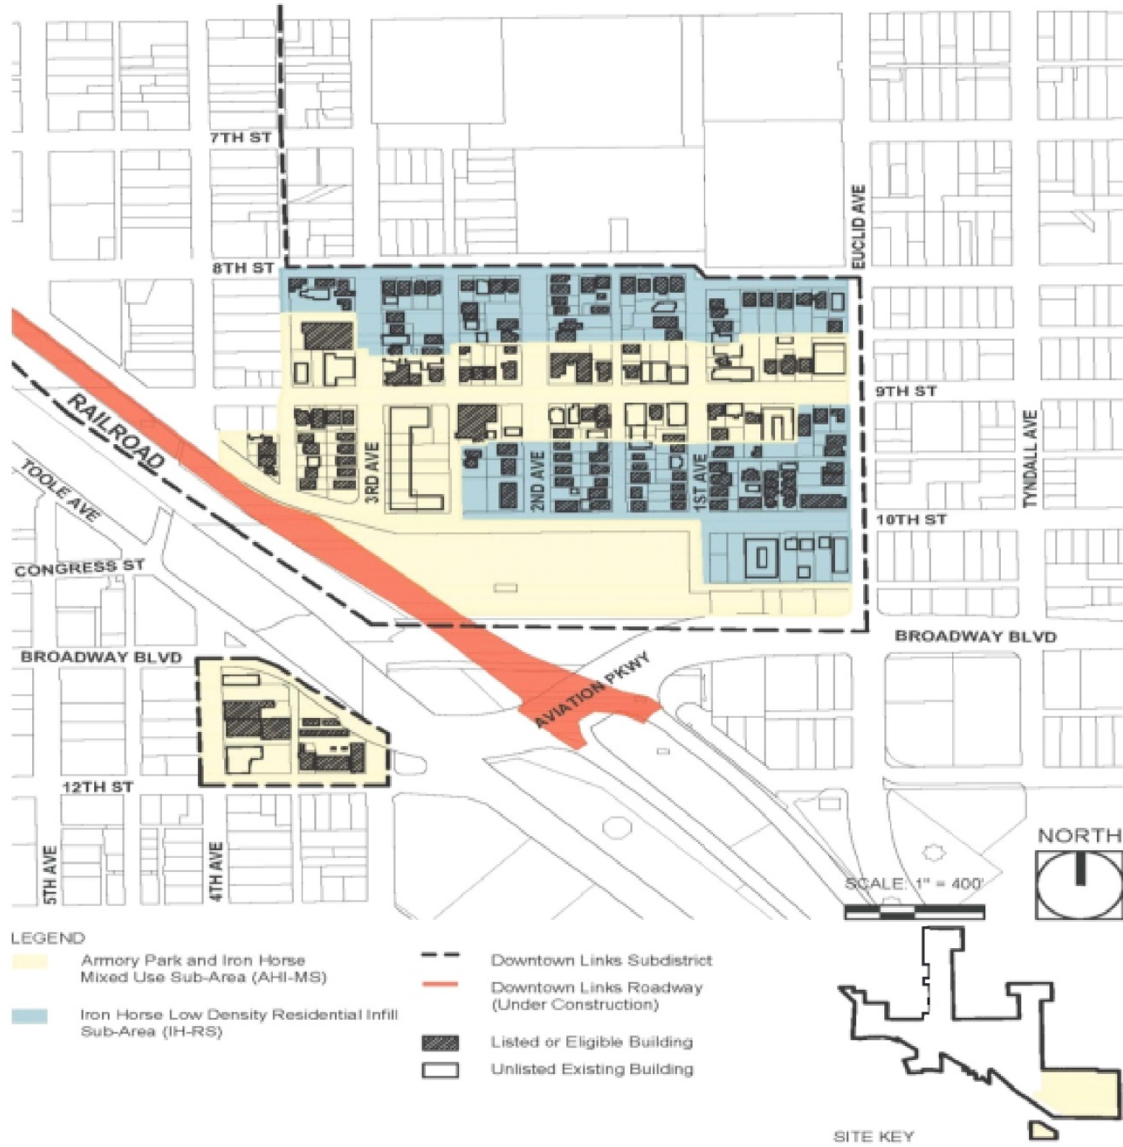 7TH ST
8TH ST
EUCLID AVE
RAILROAD
TOOLE AVE
3RD AVE
2ND AVE
1ST AVE
9TH ST
TYNDALL AVE
10TH ST
CONGRESS ST
BROADWAY BLVD
BROADWAY BLVD
AVIATION PKWY
12TH ST
5TH AVE
4TH AVE
NORTH
SCALE: 1" = 400'
LEGEND
Armory Park and Iron Horse
Mixed Use Sub-Area (AHI-MS)
Iron Horse Low Density Residential Infill
Sub-Area (IH-RS)
Downtown Links Subdistrict
Downtown Links Roadway
(Under Construction)
Listed or Eligible Building
Unlisted Existing Building
SITE KEY